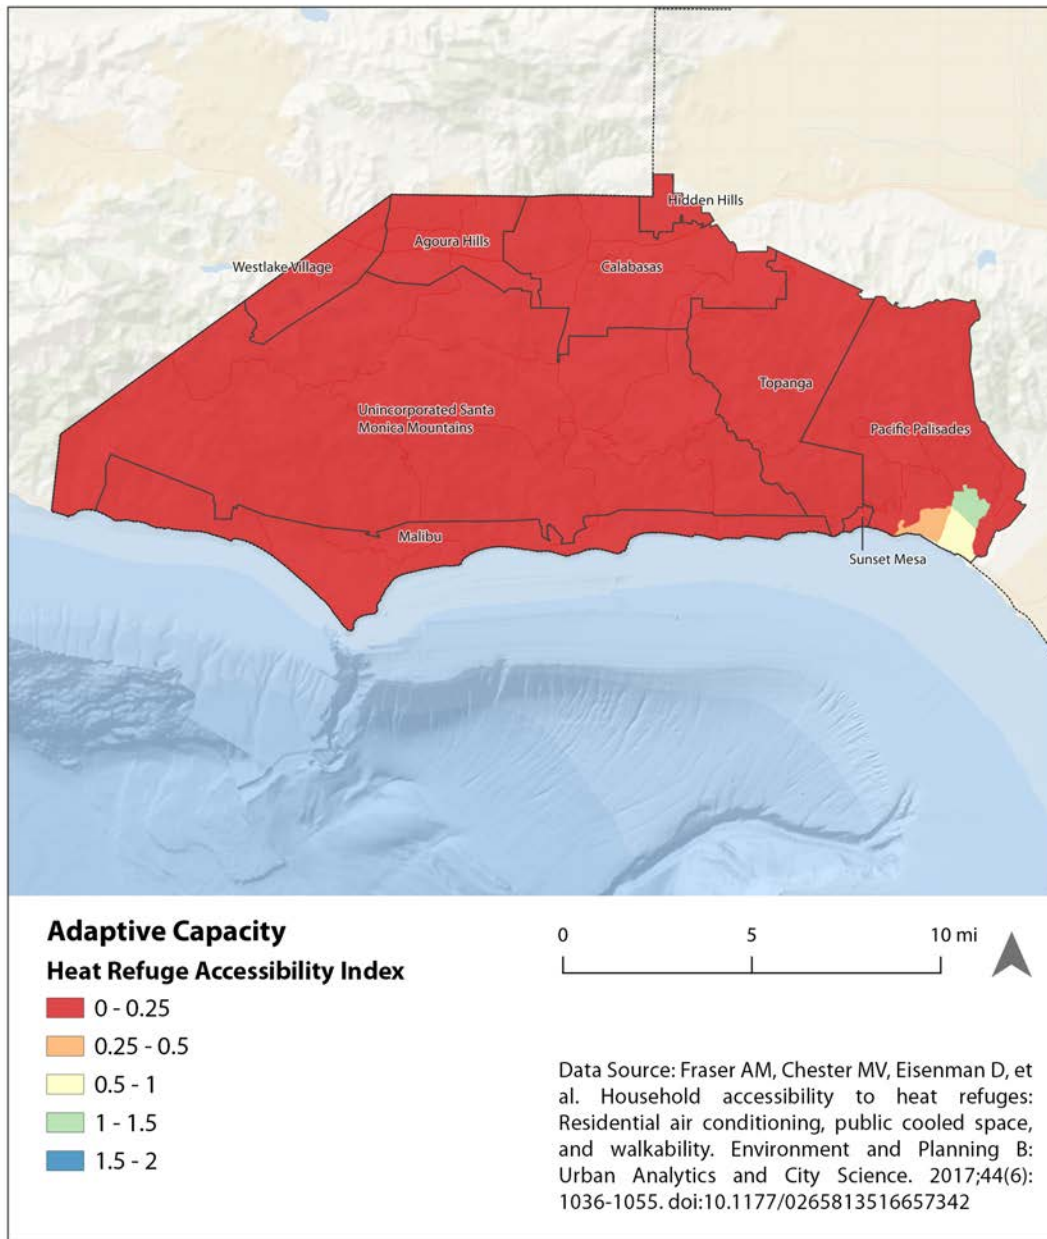 Hidden Hills
Agoura Hills
Westlake Village
Calabasas
Topanga
Unincorporated Santa
Monica Mountains
Pacific Palisades
Malibu
Sunset Mesa
Adaptive Capacity
Heat Refuge Accessibility Index
0 - 0.25
0.25 - 0.5
0.5 - 1
1 - 1.5
1.5 - 2
0 5 10 mi
Data Source: Fraser AM, Chester MV, Eisenman D, et
al. Household accessibility to heat refuges:
Residential air conditioning, public cooled space,
and walkability. Environment and Planning B:
Urban Analytics and City Science. 2017;44(6):
1036-1055. doi:10.1177/0265813516657342